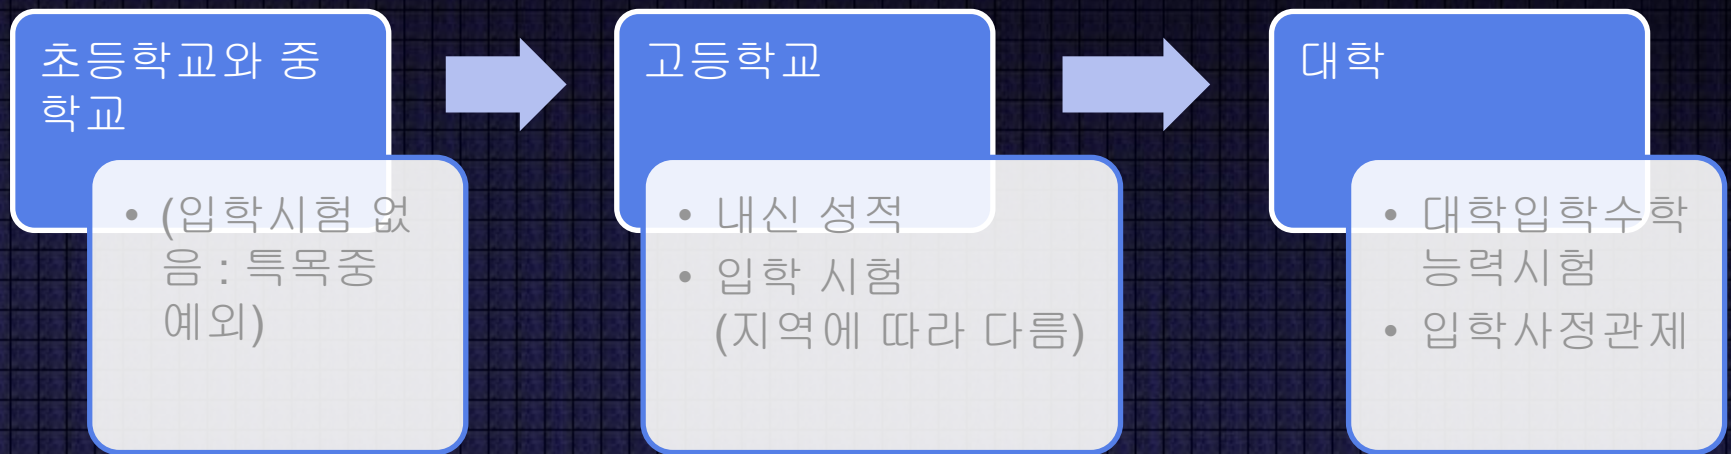 초등학교와 중
학교
• (입학시험 없
음 : 특목중
예외)
고등학교
• 내신 성적
• 입학 시험
(지역에 따라 다름)
대학
• 대학입학수학
능력시험
• 입학사정관제